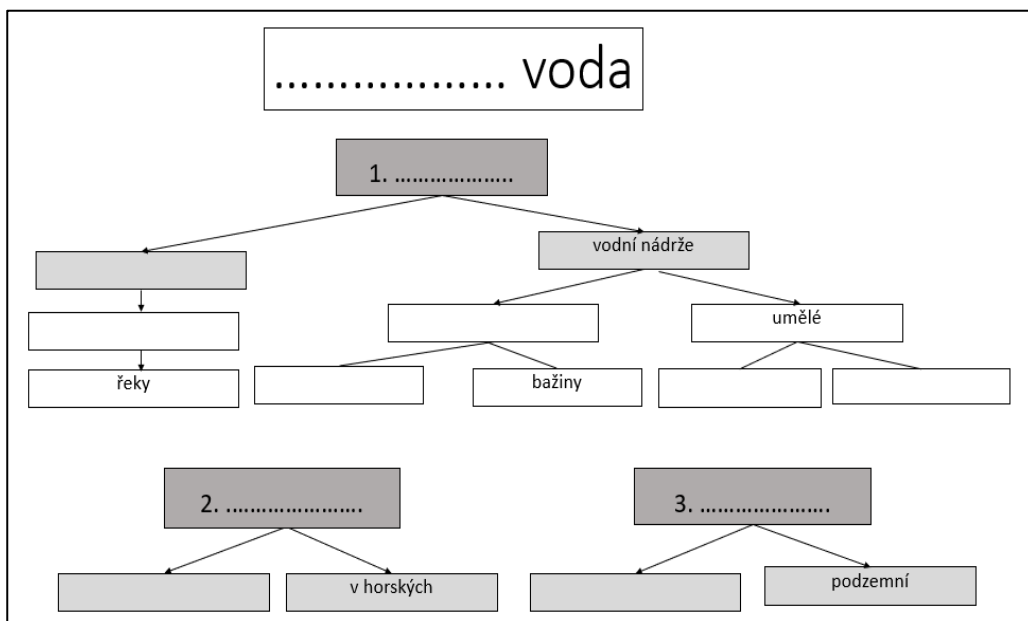 ……………… voda
1. ………………..
vodní nádrže
umělé
řeky
bažiny
2. ………………….
3. ………………….
v horských
podzemní